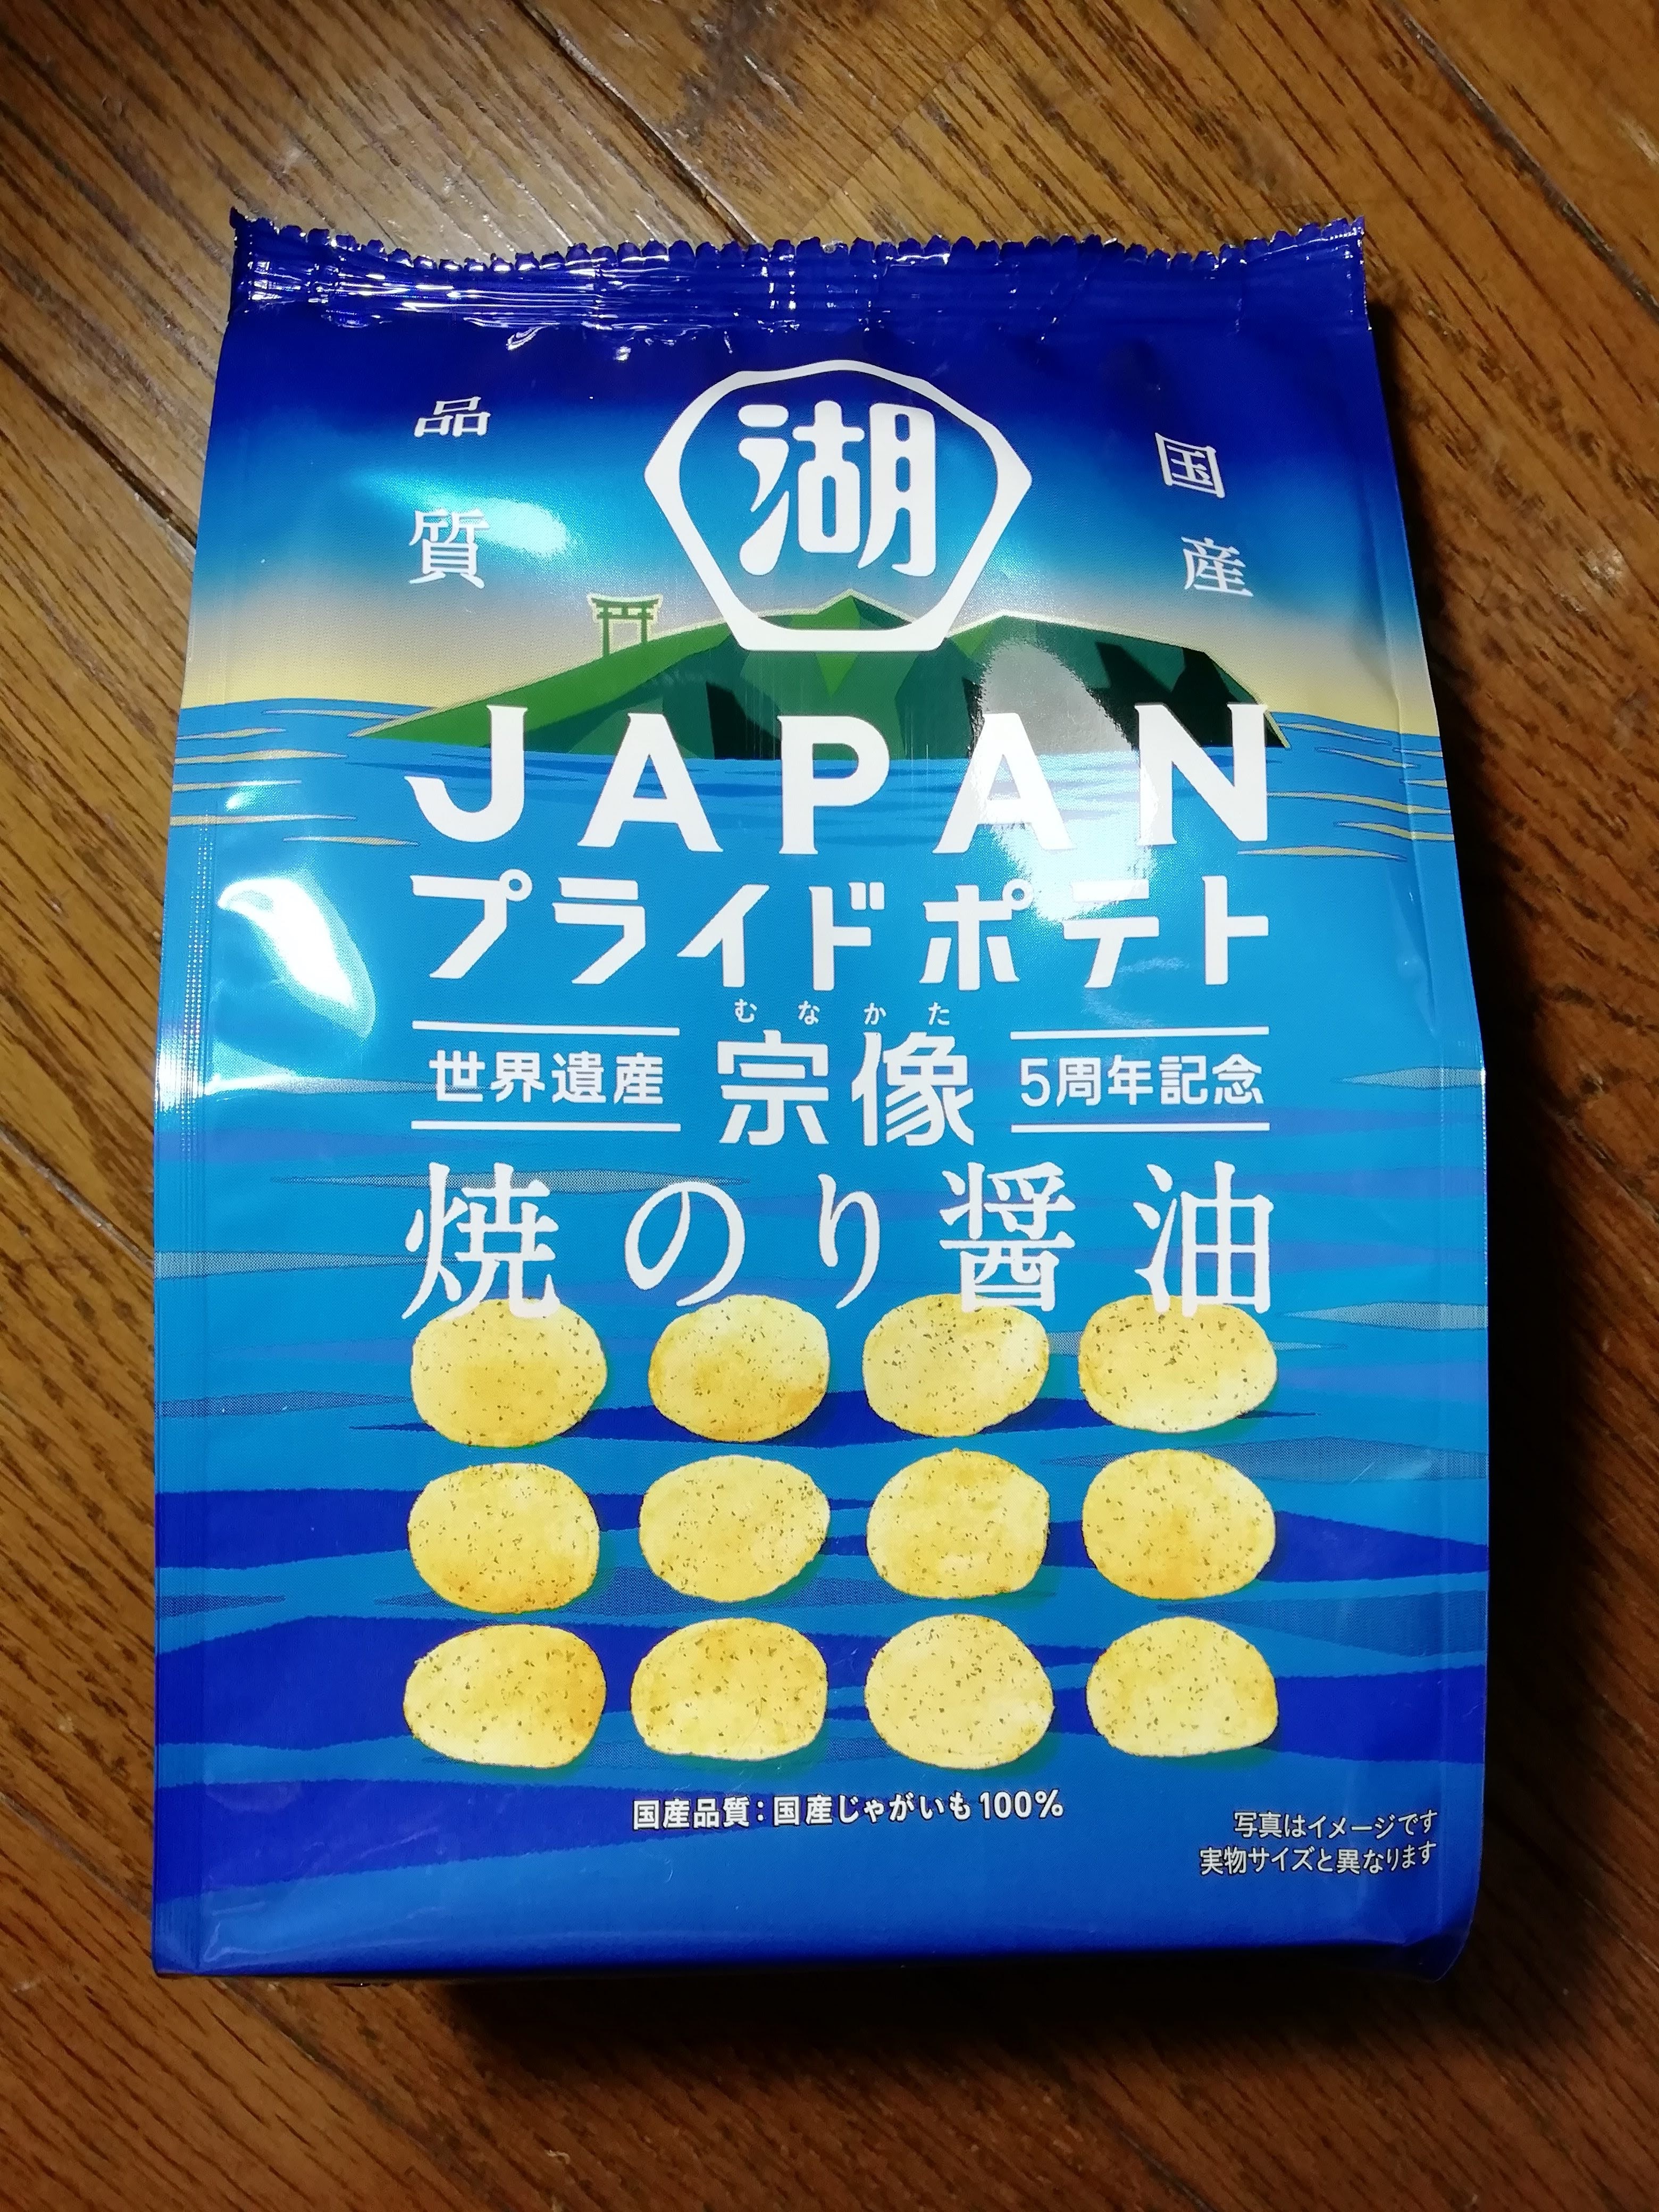 国産
品質
湖
JAPAN
プライドポテト
むなかた
世界遺産 宗像 5周年記念
焼のり醤油
国産品質：国産じゃがいも100%
写真はイメージです
実物サイズと異なります